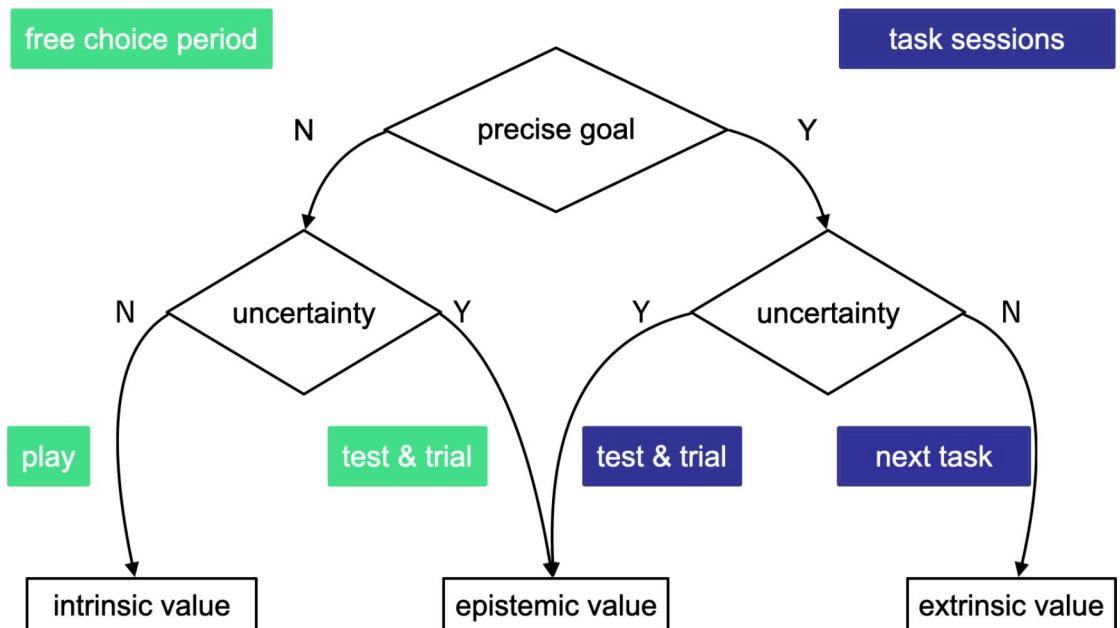 free choice period
task sessions
precise goal
N
Y
uncertainty
uncertainty
N
Y
Y
N
play
test & trial
test & trial
next task
intrinsic value
epistemic value
extrinsic value